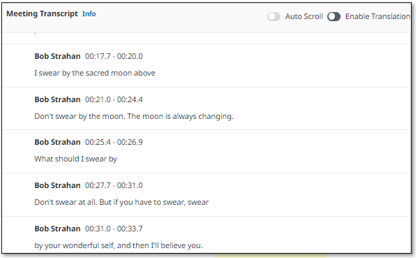 Meeting Transcript Info
Auto Scroll
Enable Translation
Bob Strahan 00:17.7 - 00:20.0
I swear by the sacred moon above
Bob Strahan 00:21.0 - 00:24.4
Don't swear by the moon. The moon is always changing.
Bob Strahan 00:25.4 - 00:26.9
What should I swear by
Bob Strahan 00:27.7 - 00:31.0
Don't swear at all. But if you have to swear, swear
Bob Strahan 00:31.0 - 00:33.7
by your wonderful self, and then I'll believe you.